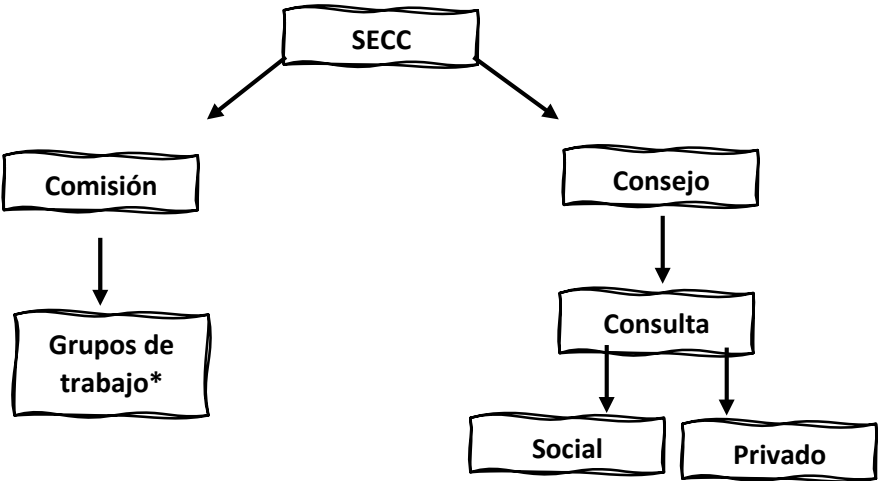 SECC
Comisión
Consejo
Grupos de
trabajo*
Consulta
Social
Privado